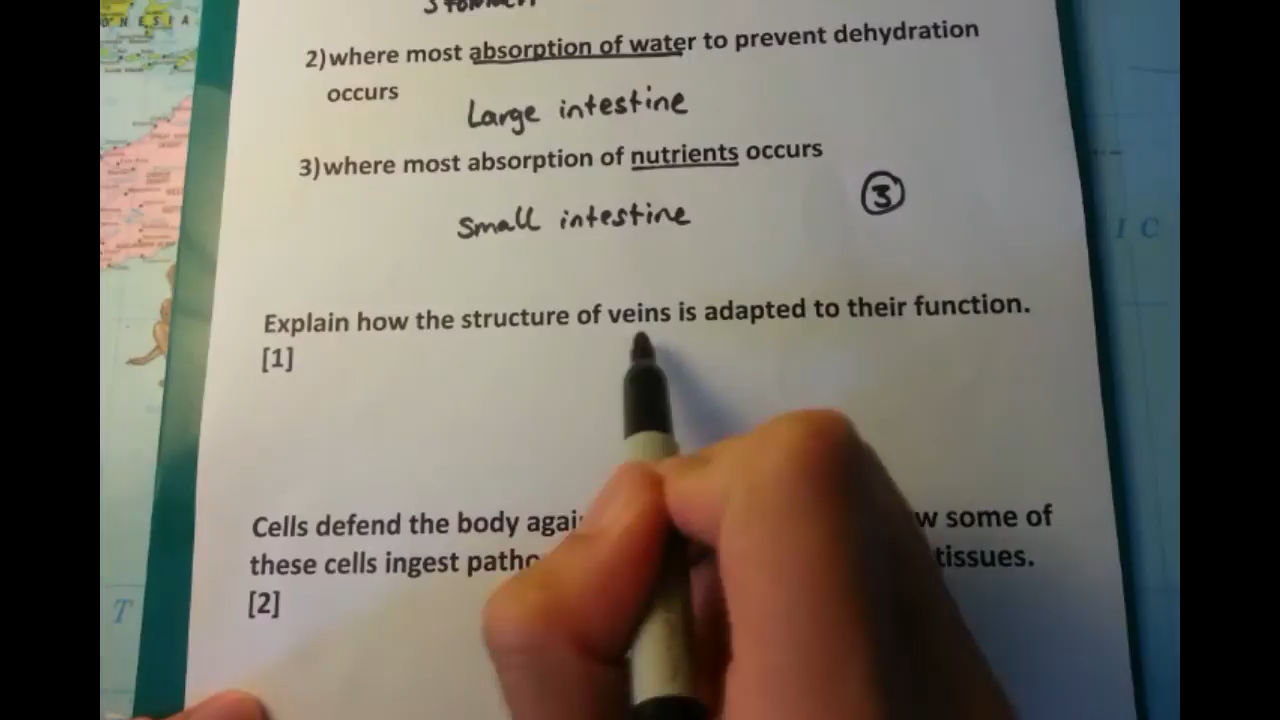 ONESIA
2) where most absorption of water to prevent dehydration
occurs
Large intestine
3) where most absorption of nutrients occurs
Small intestine
3
Explain how the structure of veins is adapted to their function.
[1]
Cells defend the body w some of
these cells ingest tissues.
[2]
I C
T